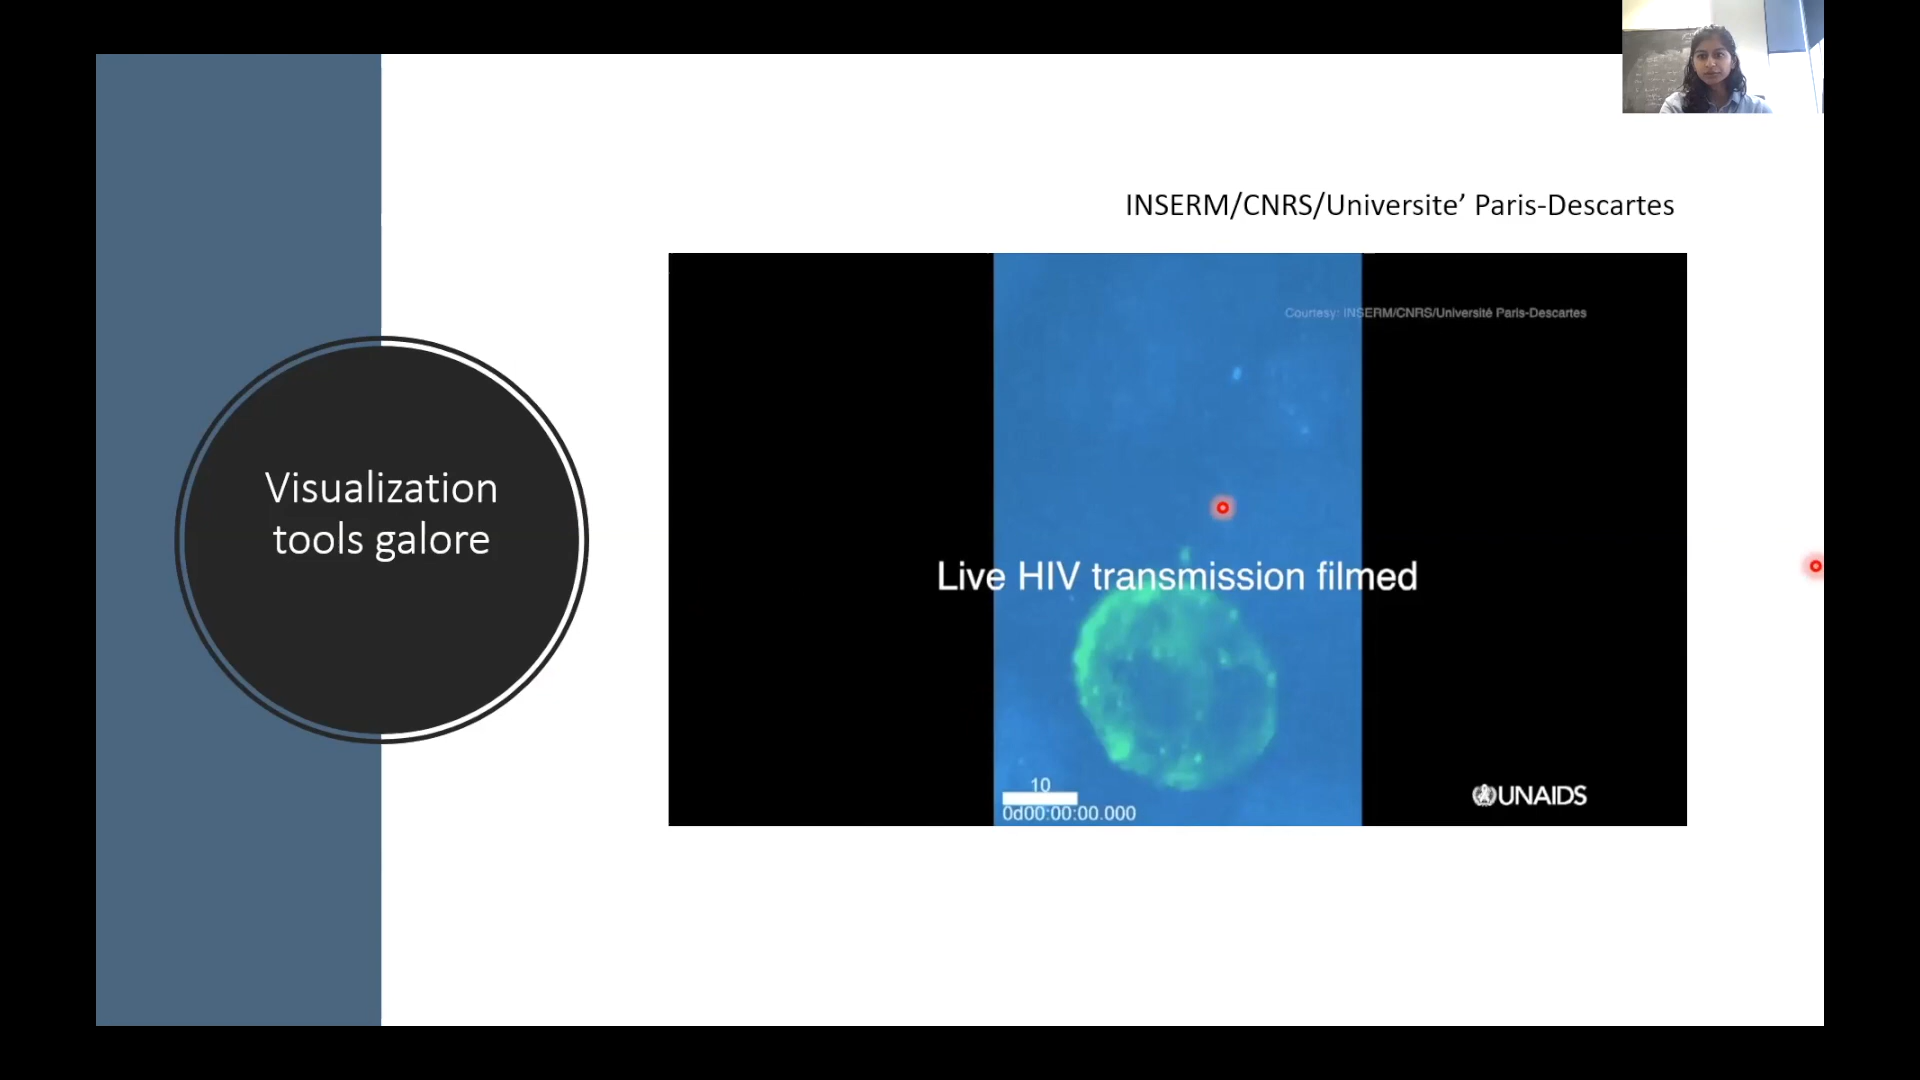 INSERM/CNRS/Universite’ Paris-Descartes
Courtesy: INSERM/CNRS/Université Paris-Descartes
Visualization
tools galore
Live HIV transmission filmed
10
0d00:00:00.000
UNAIDS